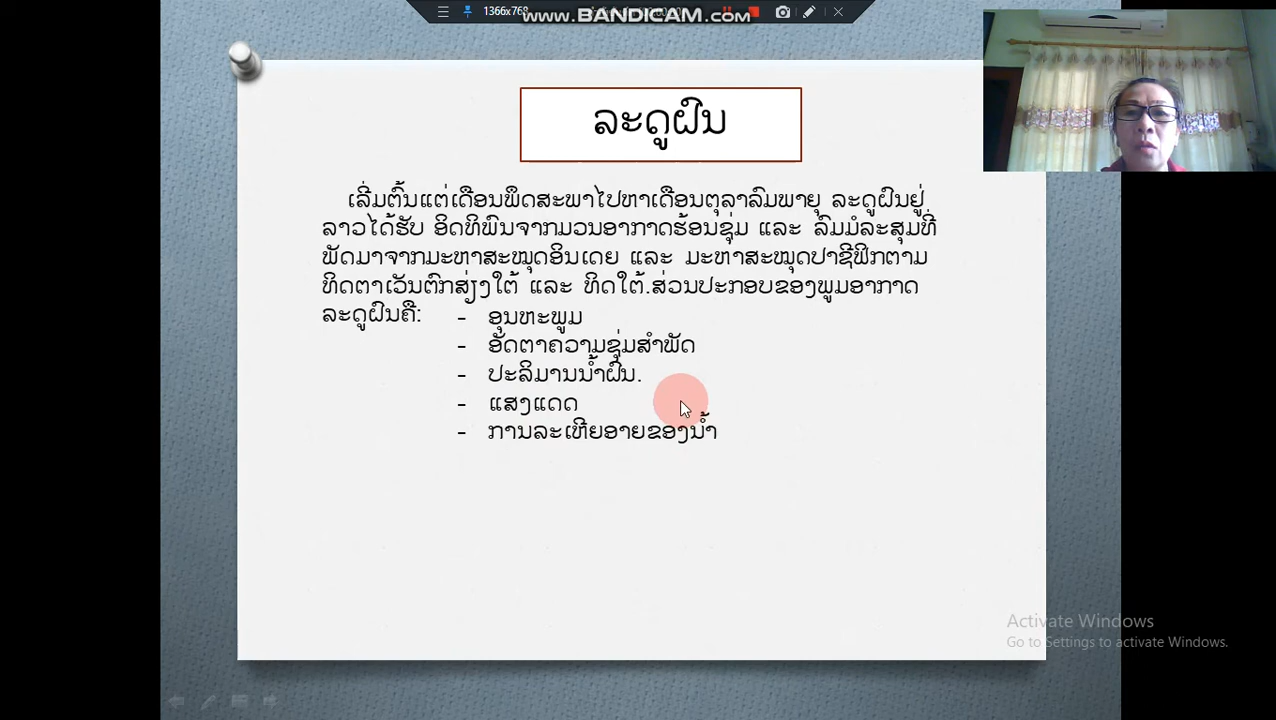 1366x768
WWW.BANDICAM.COM
ລະດູຝົນ
ເລີ່ມຕົ້ນແຕ່ເດືອນພຶດສະພາໄປຫາເດືອນຕຸລາລົມພາຍຸ ລະດູຝົນຢູ່
ລາວໄດ້ຮັບ ອິດທິພົນຈາກມວນອາກາດຮ້ອນຊຸ່ມ ແລະ ລົມມໍລະສຸມທີ່
ພັດມາຈາກມະຫາສະໝຸດອິນເດຍ ແລະ ມະຫາສະໝຸດປາຊີຟິກຕາມ
ທິດຕາເວັນຕົກສ່ຽງໃຕ້ ແລະ ທິດໃຕ້.ສ່ວນປະກອບຂອງພູມອາກາດ
ລະດູຝົນຄື:
- ອຸນຫະພູມ
- ອັດຕາຄວາມຊຸ່ມສຳພັດ
- ປະລິມານນ້ຳຝົນ.
- ແສງແດດ
- ການລະເຫີຍອາຍຂອງນ້ຳ
Activate Windows
Go to Settings to activate Windows.